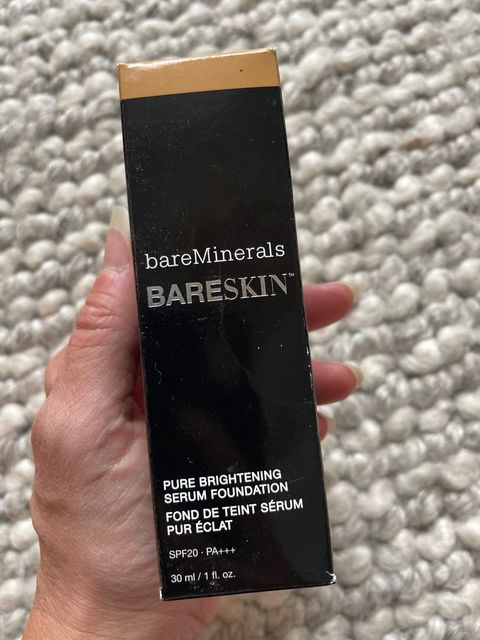 bareMinerals
BARESKIN™
PURE BRIGHTENING
SERUM FOUNDATION
FOND DE TEINT SÉRUM
PUR ÉCLAT
SPF20 · PA+++
30 ml / 1 fl. oz.